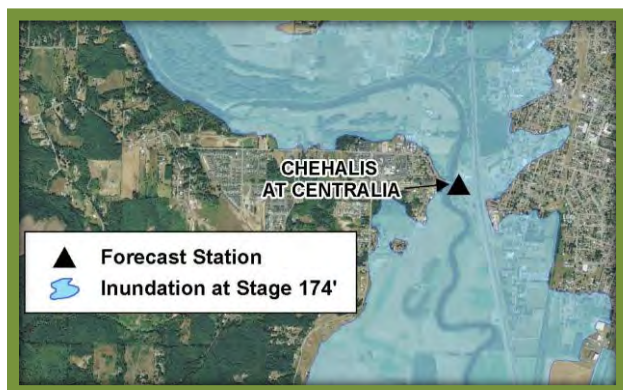 CHEHALIS
AT CENTRALIA
Forecast Station
Inundation at Stage 174'